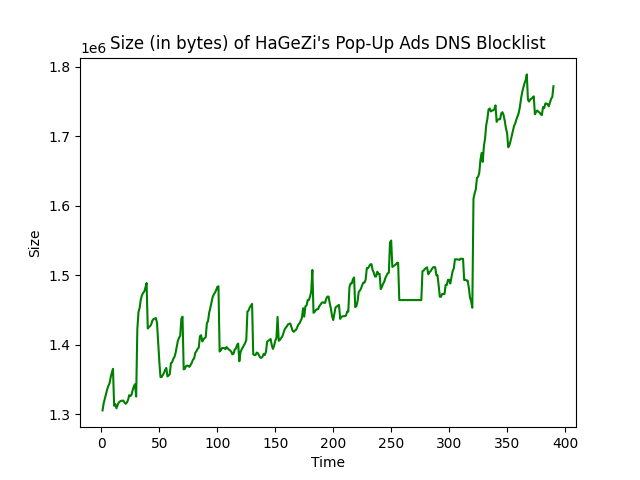 Size (in bytes) of HaGeZi's Pop-Up Ads DNS Blocklist
1e6
1.8
1.7
1.6
1.5
1.4
1.3
Size
0 50 100 150 200 250 300 350 400
Time